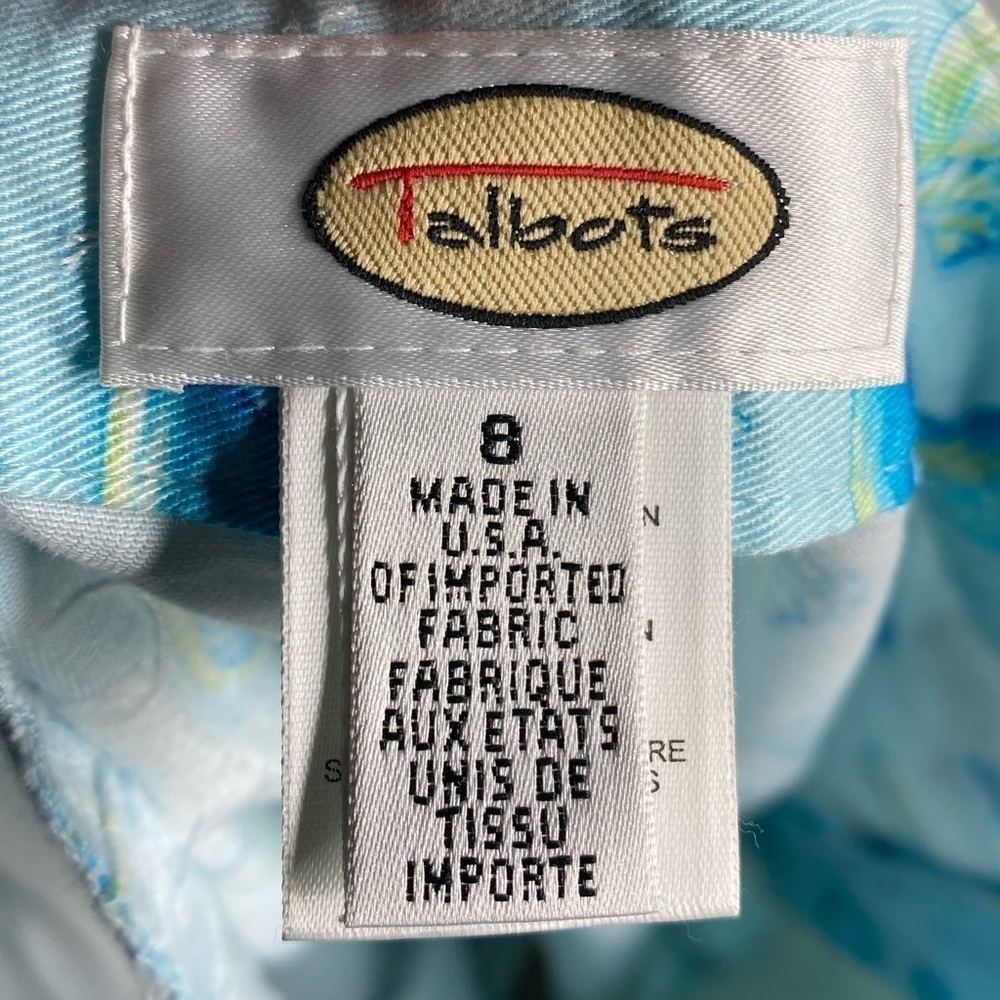 Talbots
8
MADE IN
U.S.A.
OF IMPORTED
FABRIC
FABRIQUE
AUX ETATS
UNIS DE
TISSU
IMPORTE